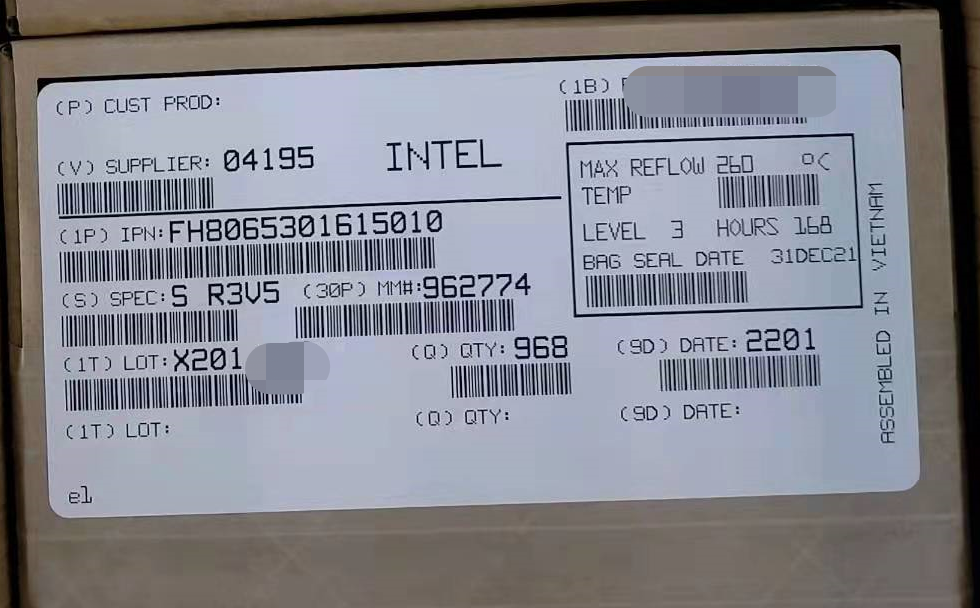 (P) CUST PROD:
(1B)
(V) SUPPLIER: 04195 INTEL
MAX REFLOW 260 °C
TEMP
(1P) IPN:FH8065301615010
LEVEL 3 HOURS 168
BAG SEAL DATE 31DEC21
(S) SPEC:S R3V5 (30P) MM#:962774
(1T) LOT:X201
(Q) QTY:968
(9D) DATE:2201
(1T) LOT:
(Q) QTY:
(9D) DATE:
el
ASSEMBLED IN VIETNAM